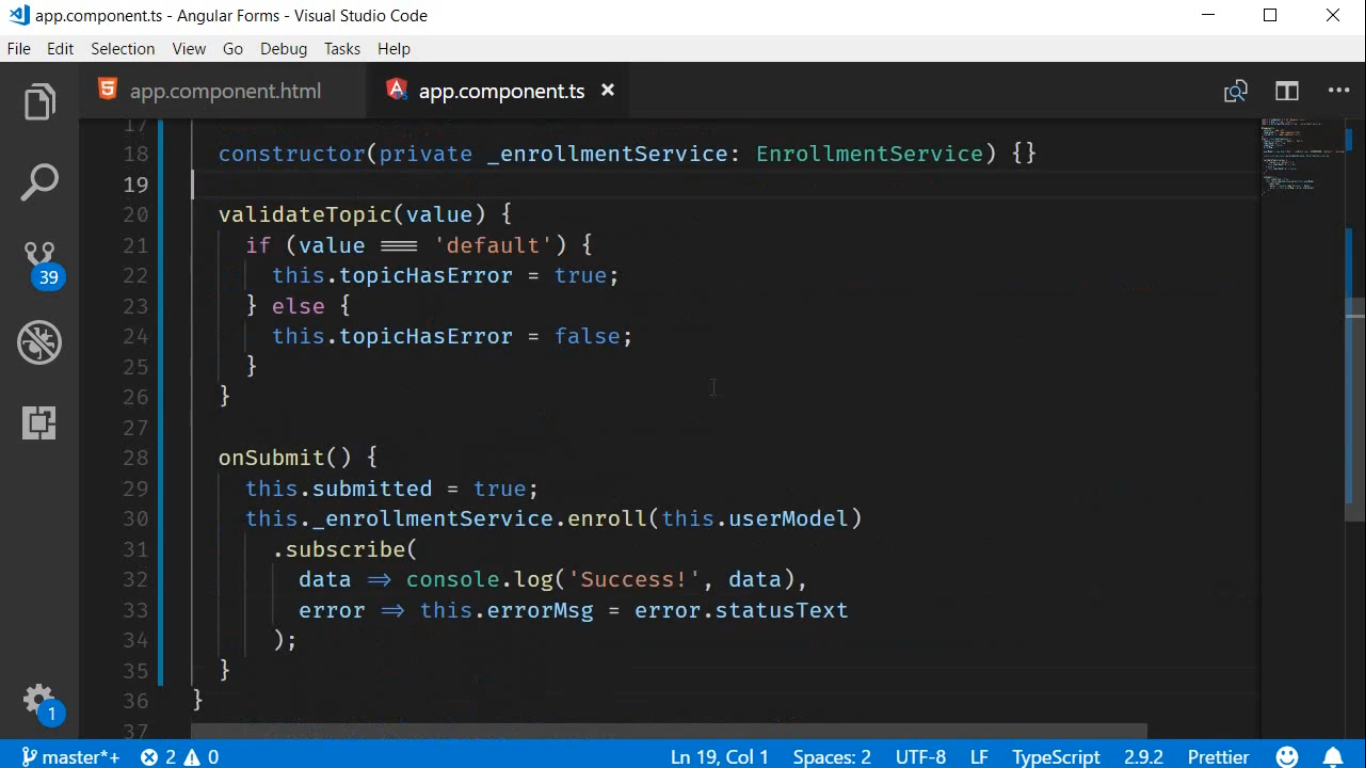 app.component.ts - Angular Forms - Visual Studio Code
File Edit Selection View Go Debug Tasks Help
app.component.html app.component.ts
17
18 constructor(private _enrollmentService: EnrollmentService) {}
19
20 validateTopic(value) {
21 if (value === 'default') {
22 this.topicHasError = true;
23 } else {
24 this.topicHasError = false;
25 }
26 }
27
28 onSubmit() {
29 this.submitted = true;
30 this._enrollmentService.enroll(this.userModel)
31 .subscribe(
32 data => console.log('Success!', data),
33 error => this.errorMsg = error.statusText
34 );
35 }
36 }
37
39
1
master*+ 2 0 Ln 19, Col 1 Spaces: 2 UTF-8 LF TypeScript 2.9.2 Prettier